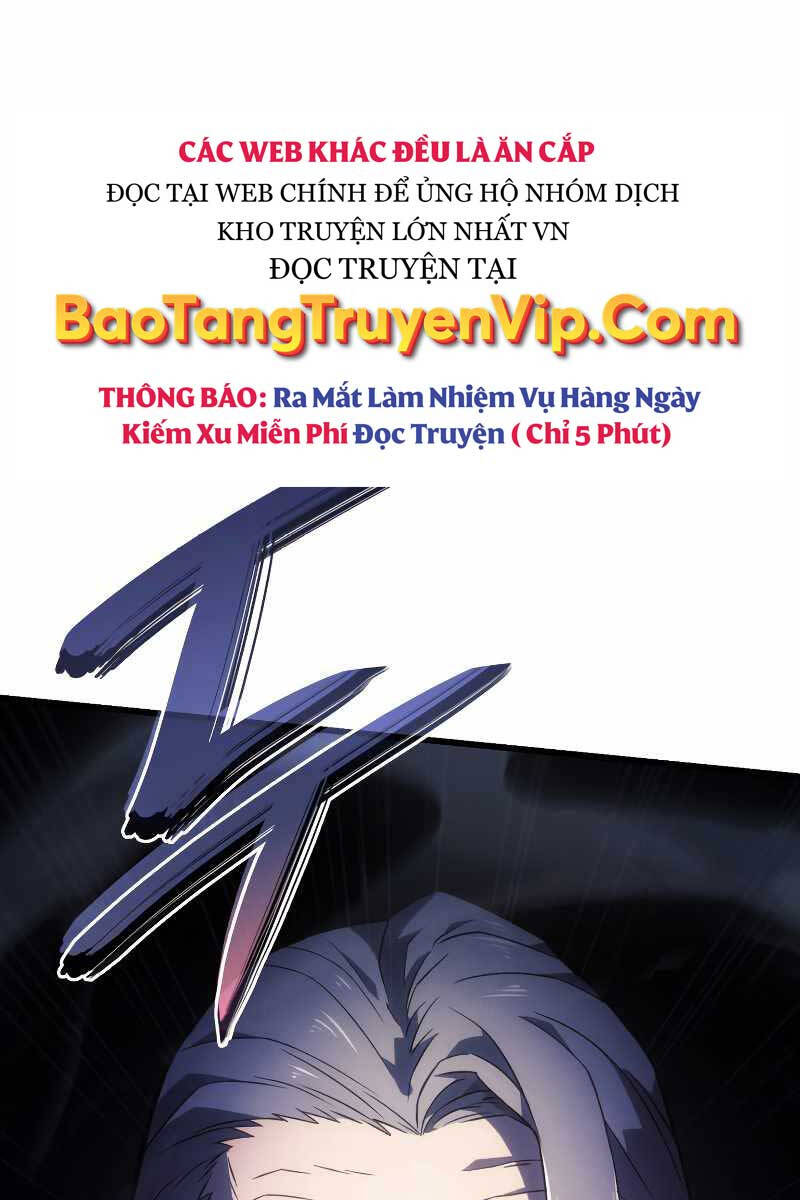 CÁC WEB KHÁC ĐỀU LÀ ĂN CẮP
ĐỌC TẠI WEB CHÍNH ĐỂ ỦNG HỘ NHÓM DỊCH
KHO TRUYỆN LỚN NHẤT VN
ĐỌC TRUYỆN TẠI
BaoTangTruyenVip.Com
THÔNG BÁO: Ra Mắt Làm Nhiệm Vụ Hàng Ngày
Kiếm Xu Miễn Phí Đọc Truyện ( Chỉ 5 Phút)